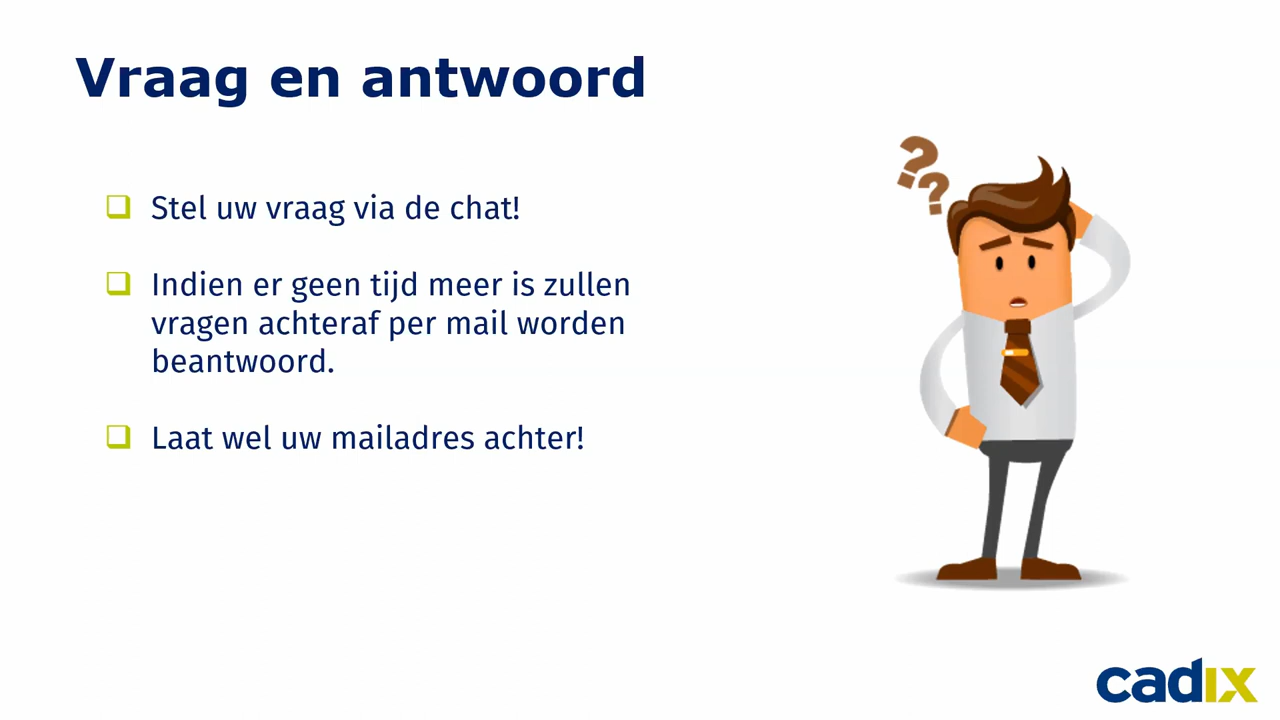 Vraag en antwoord
Stel uw vraag via de chat!
Indien er geen tijd meer is zullen
vragen achteraf per mail worden
beantwoord.
Laat wel uw mailadres achter!
??
cadix